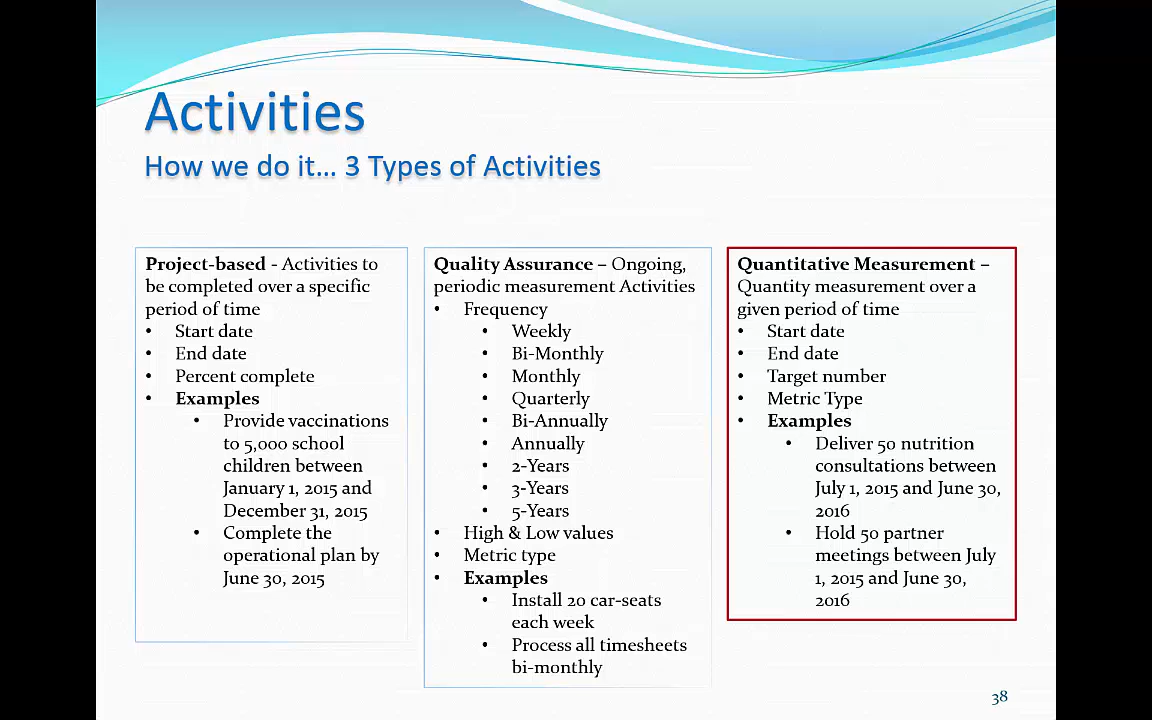 Activities
How we do it… 3 Types of Activities
Project-based - Activities to
be completed over a specific
period of time
• Start date
• End date
• Percent complete
• Examples
• Provide vaccinations
to 5,000 school
children between
January 1, 2015 and
December 31, 2015
• Complete the
operational plan by
June 30, 2015
Quality Assurance – Ongoing,
periodic measurement Activities
• Frequency
• Weekly
• Bi-Monthly
• Monthly
• Quarterly
• Bi-Annually
• Annually
• 2-Years
• 3-Years
• 5-Years
• High & Low values
• Metric type
• Examples
• Install 20 car-seats
each week
• Process all timesheets
bi-monthly
Quantitative Measurement –
Quantity measurement over a
given period of time
• Start date
• End date
• Target number
• Metric Type
• Examples
• Deliver 50 nutrition
consultations between
July 1, 2015 and June 30,
2016
• Hold 50 partner
meetings between July
1, 2015 and June 30,
2016
38